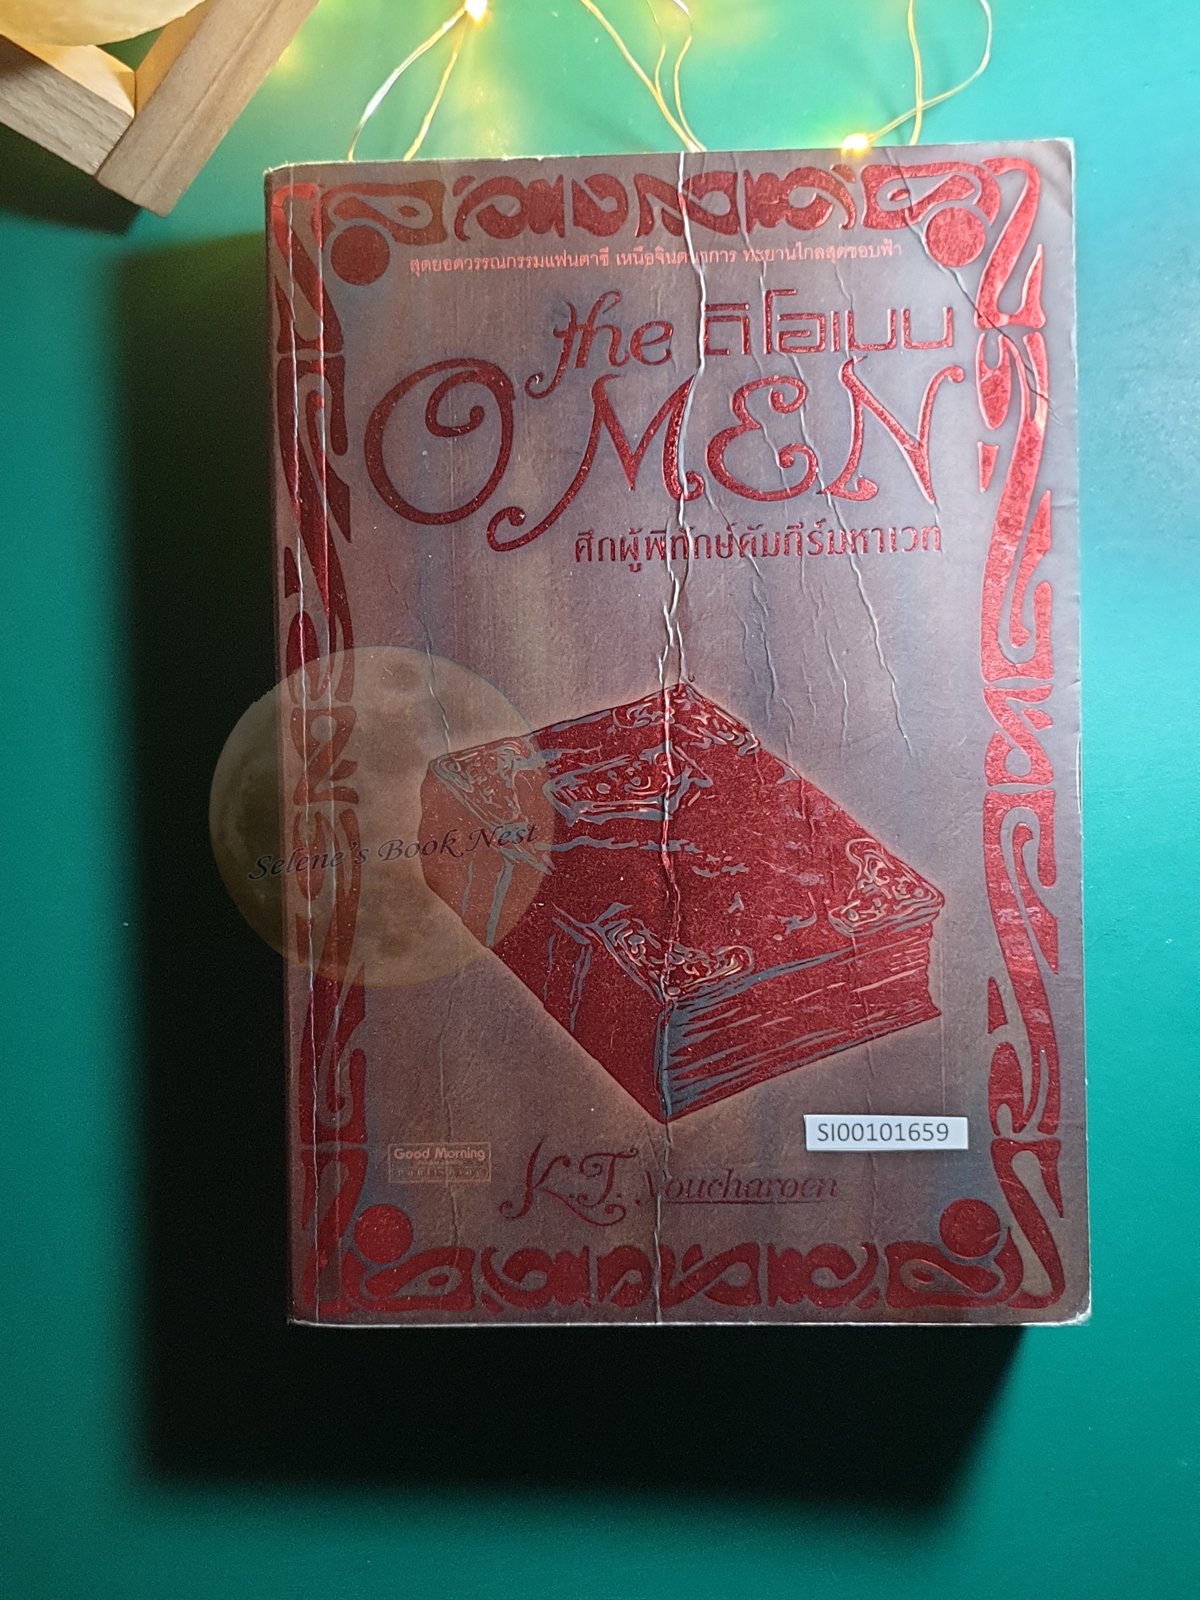 สุดยอดวรรณกรรมแฟนตาซี เหนือจินตนาการ ทะยานไกลสุดขอบฟ้า
the ดิโอเมน
OMEN
ศึกผู้พิทักษ์คัมภีร์มหาเวท
Selene's Book Nest
SI00101659
Good Morning
Publishing
K.T. Youcharoen